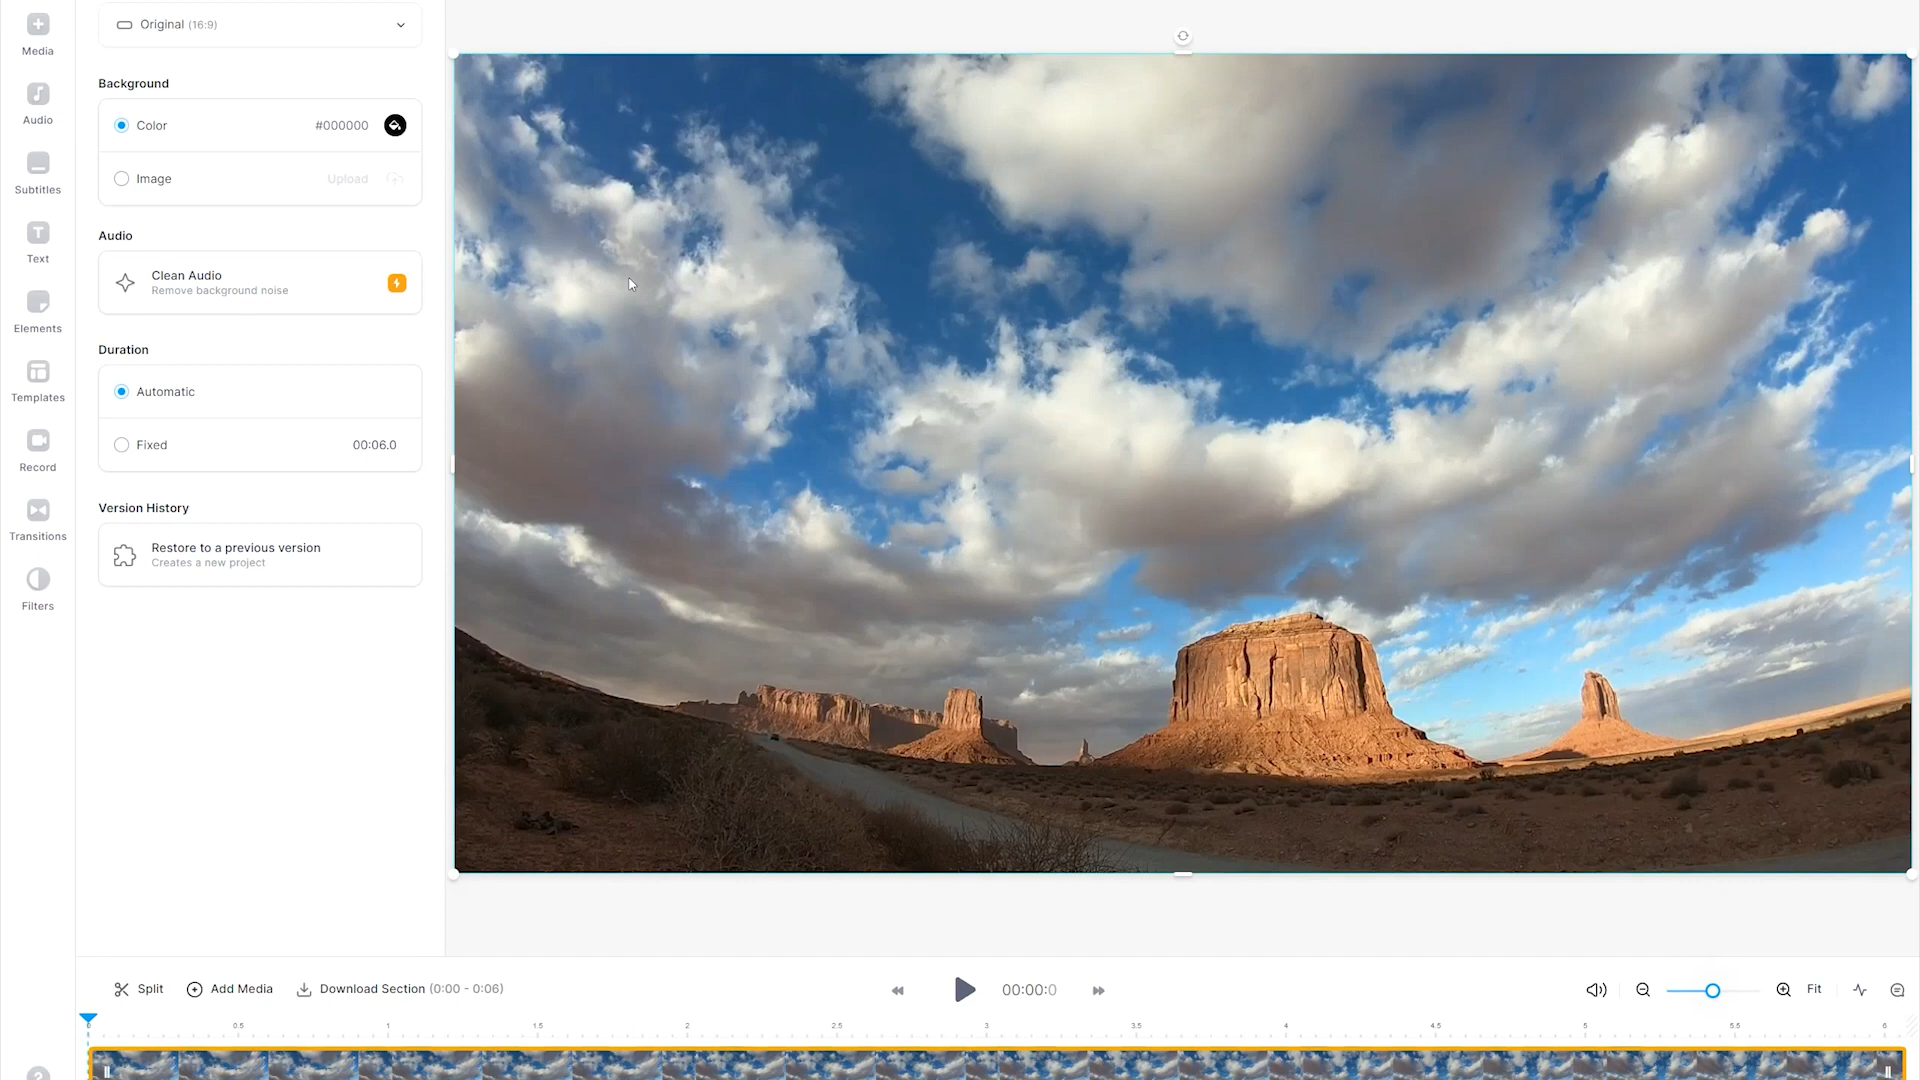 Media
Audio
Subtitles
Text
Elements
Templates
Record
Transitions
Filters
?
Original (16:9)
Background
Color #000000
Image Upload
Audio
Clean Audio
Remove background noise
Duration
Automatic
Fixed 00:06.0
Version History
Restore to a previous version
Creates a new project
Split Add Media Download Section (0:00 - 0:06) 00:00:0 Fit
0 0.5 1 1.5 2 2.5 3 3.5 4 4.5 5 5.5 6